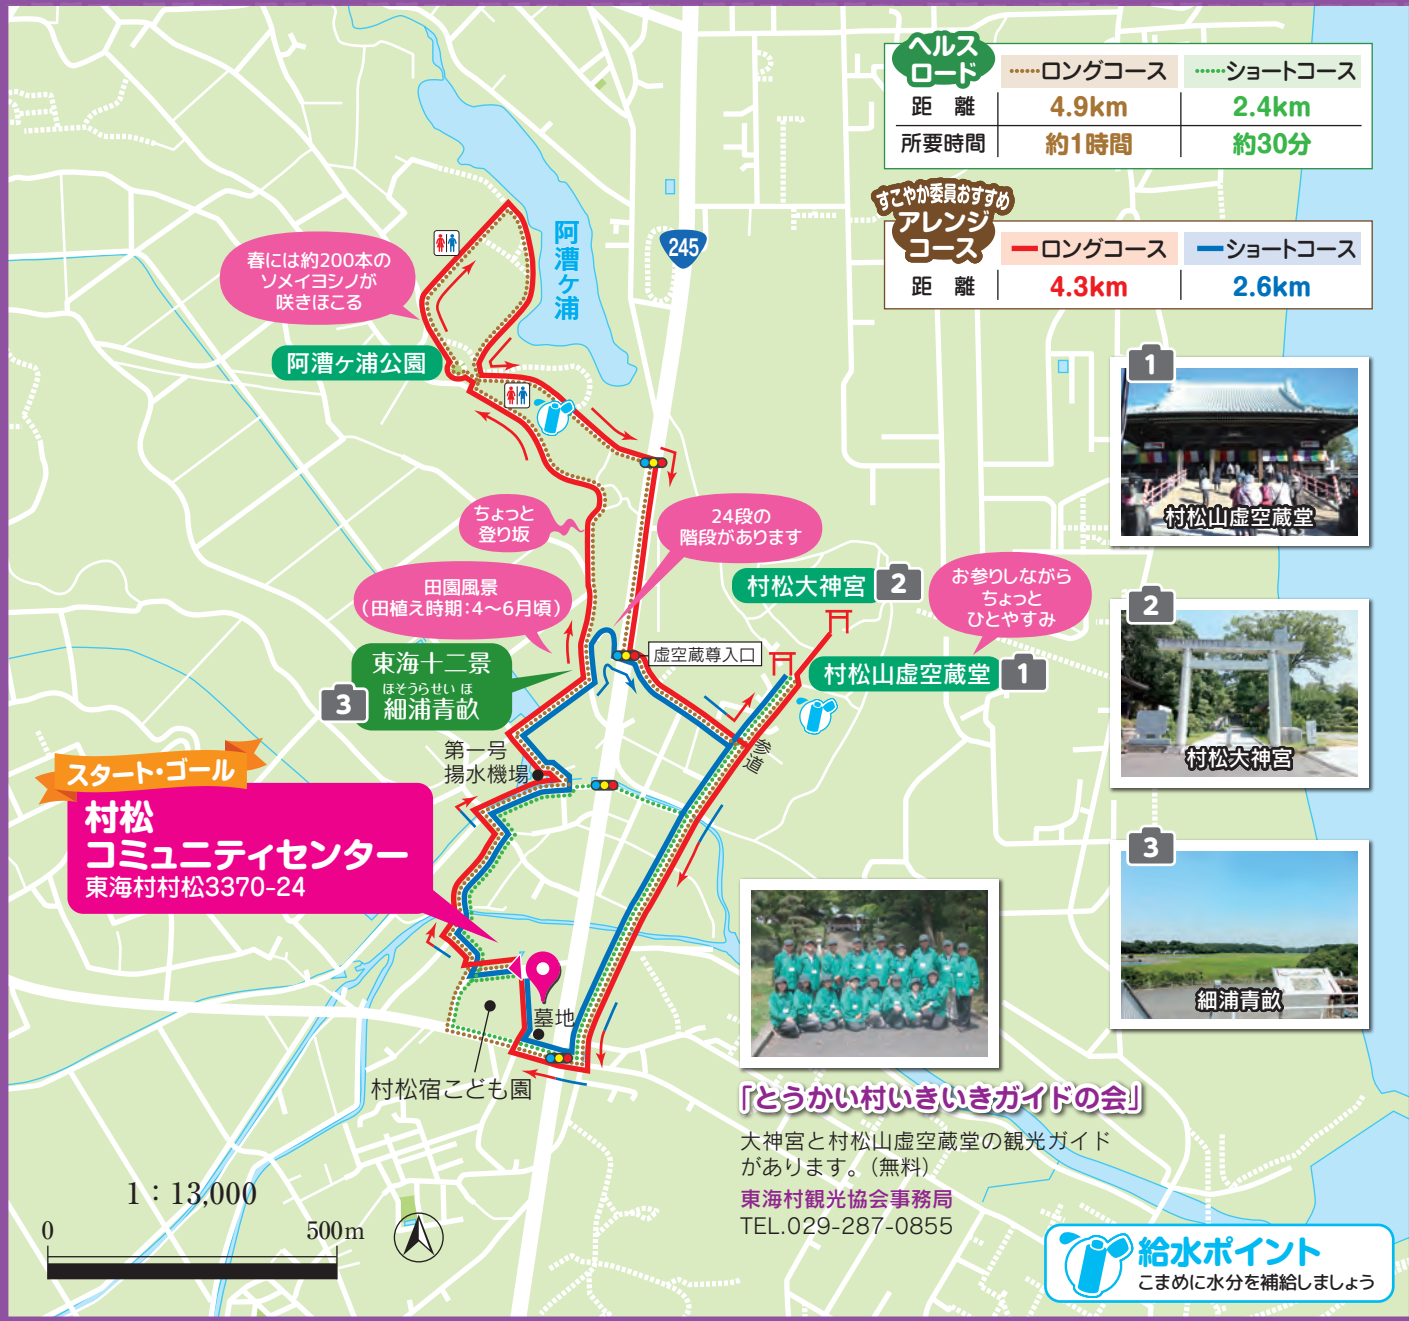 ヘルス
ロード
ロングコース
ショートコース
距　離
4.9km
2.4km
所要時間
約1時間
約30分
すこやか委員おすすめ
アレンジ
コース
ロングコース
ショートコース
距　離
4.3km
2.6km
245
阿漕ヶ浦
春には約200本の
ソメイヨシノが
咲きほこる
阿漕ヶ浦公園
ちょっと
登り坂
24段の
階段があります
田園風景
(田植え時期:4〜6月頃)
村松大神宮
2
お参りしながら
ちょっと
ひとやすみ
虚空蔵尊入口
村松山虚空蔵堂
1
東海十二景
ほそうらせいほ
細浦青畝
3
参道
第一号
揚水機場
スタート・ゴール
村松
コミュニティセンター
東海村村松3370-24
墓地
村松宿こども園
1
村松山虚空蔵堂
2
村松大神宮
3
細浦青畝
「とうかい村いきいきガイドの会」
大神宮と村松山虚空蔵堂の観光ガイド
があります。(無料)
東海村観光協会事務局
TEL.029-287-0855
1：13,000
0
500m
給水ポイント
こまめに水分を補給しましょう